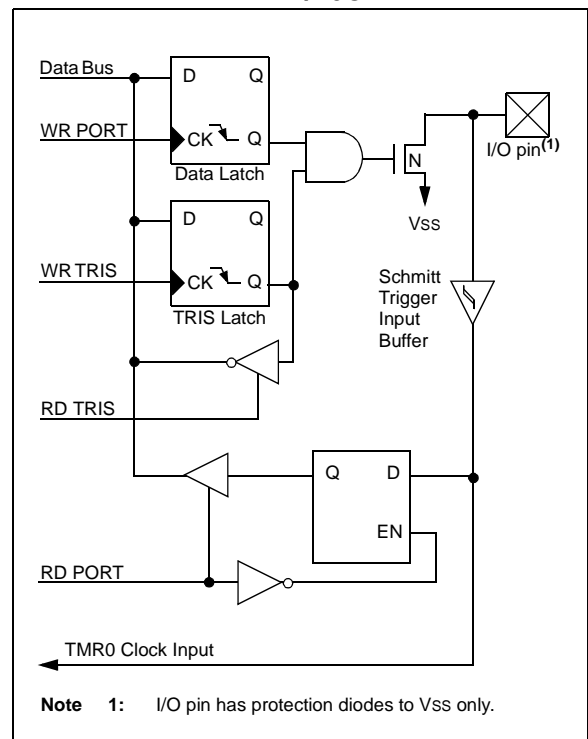 Data Bus
D Q
WR PORT
CK Q
Data Latch
N
I/O pin(1)
VSS
D Q
WR TRIS
CK Q
TRIS Latch
Schmitt
Trigger
Input
Buffer
RD TRIS
Q D
EN
RD PORT
TMR0 Clock Input
Note 1: I/O pin has protection diodes to VSS only.